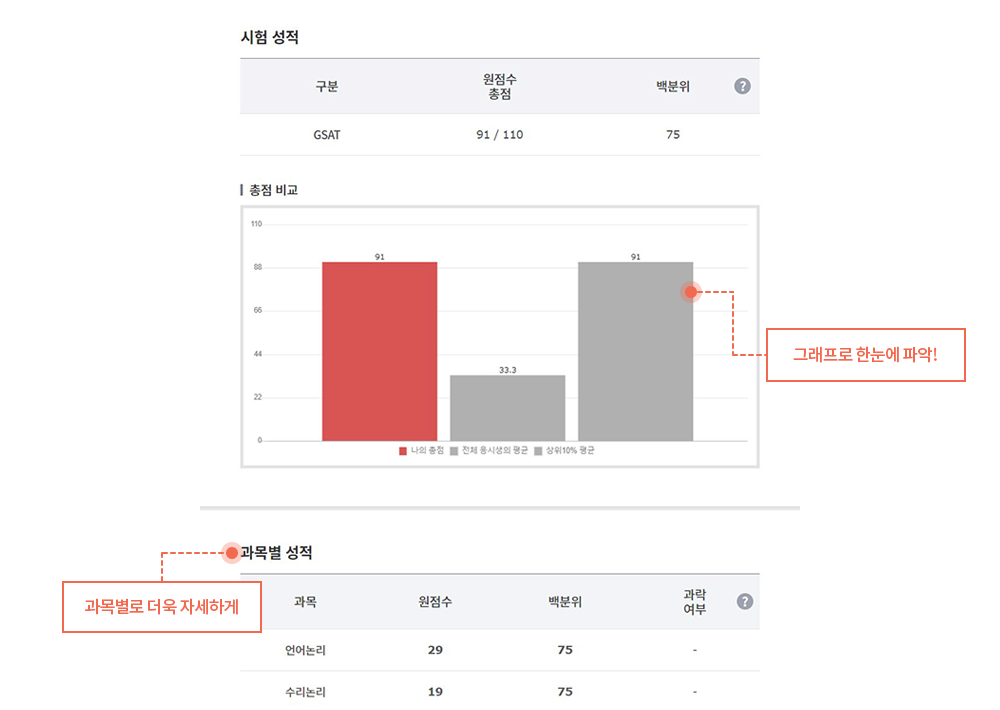 시험 성적
구분
원점수
총점
백분위
?
GSAT
91 / 110
75
총점 비교
110
88
66
44
22
0
91
33.3
91
나의 총점
전체 응시생의 평균
상위10% 평균
그래프로 한눈에 파악!
과목별 성적
과목별로 더욱 자세하게
과목
원점수
백분위
과락
여부
?
언어논리
29
75
-
수리논리
19
75
-